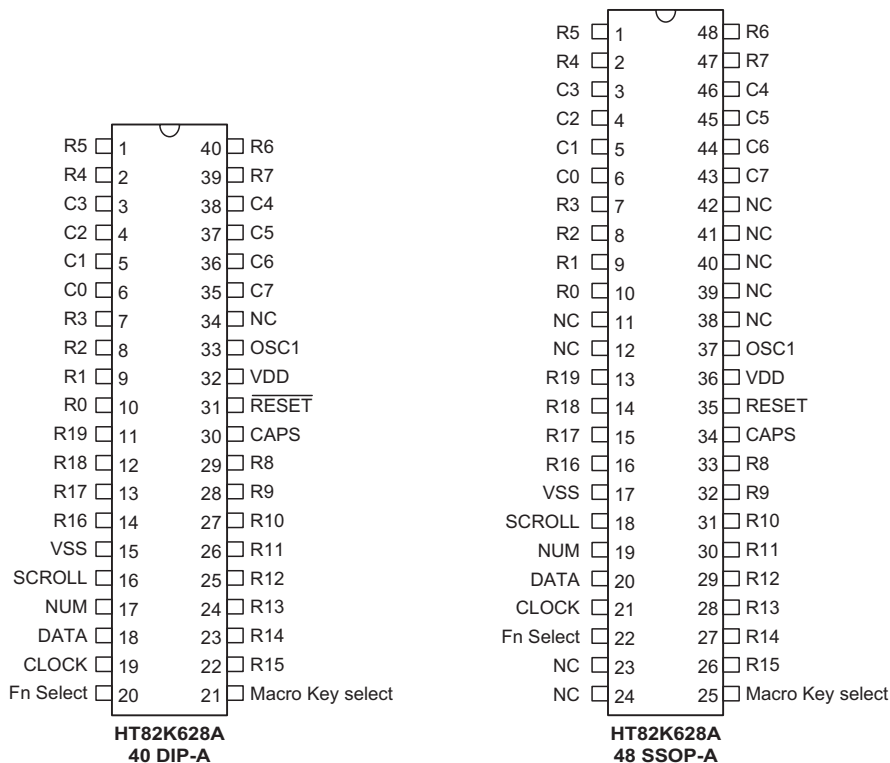 R5 1 40 R6
R4 2 39 R7
C3 3 38 C4
C2 4 37 C5
C1 5 36 C6
C0 6 35 C7
R3 7 34 NC
R2 8 33 OSC1
R1 9 32 VDD
R0 10 31 RESET
R19 11 30 CAPS
R18 12 29 R8
R17 13 28 R9
R16 14 27 R10
VSS 15 26 R11
SCROLL 16 25 R12
NUM 17 24 R13
DATA 18 23 R14
CLOCK 19 22 R15
Fn Select 20 21 Macro Key select
HT82K628A
40 DIP-A
R5 1 48 R6
R4 2 47 R7
C3 3 46 C4
C2 4 45 C5
C1 5 44 C6
C0 6 43 C7
R3 7 42 NC
R2 8 41 NC
R1 9 40 NC
R0 10 39 NC
NC 11 38 NC
NC 12 37 OSC1
R19 13 36 VDD
R18 14 35 RESET
R17 15 34 CAPS
R16 16 33 R8
VSS 17 32 R9
SCROLL 18 31 R10
NUM 19 30 R11
DATA 20 29 R12
CLOCK 21 28 R13
Fn Select 22 27 R14
NC 23 26 R15
NC 24 25 Macro Key select
HT82K628A
48 SSOP-A